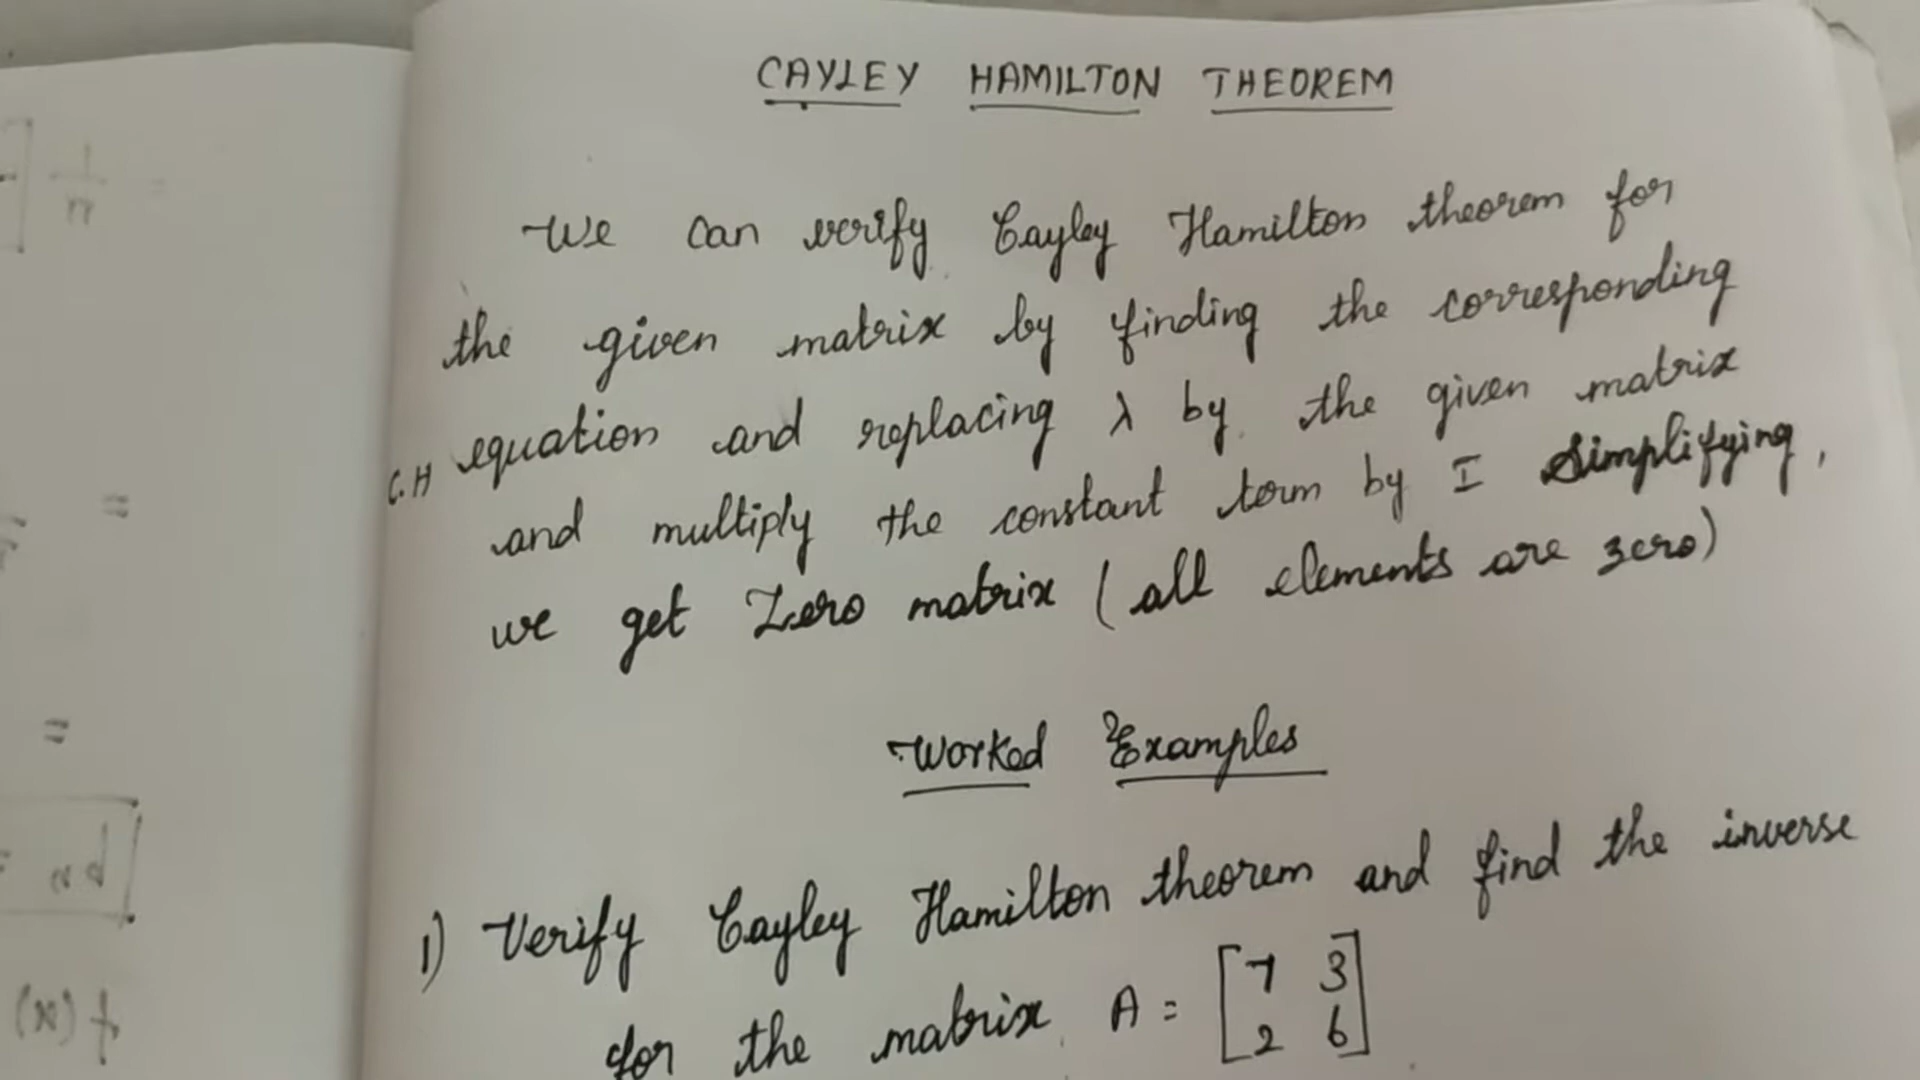 CAYLEY HAMILTON THEOREM
We can verify Cayley Hamilton theorem for
the given matrix by finding the corresponding
C.H equation and replacing λ by the given matrix
and multiply the constant term by I simplifying,
we get Zero matrix (all elements are zero)
Worked Examples
1) Verify Cayley Hamilton theorem and find the inverse
for the matrix A = [7 3
2 6]